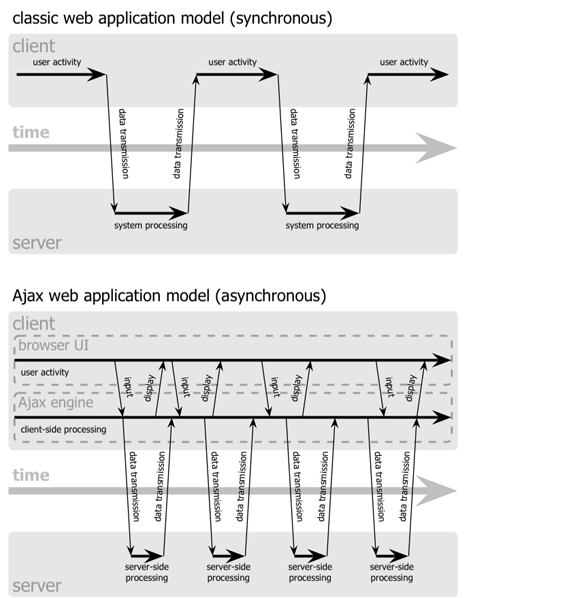 classic web application model (synchronous)
client
user activity
user activity
user activity
data transmission
data transmission
data transmission
data transmission
time
system processing
system processing
server
Ajax web application model (asynchronous)
client
browser UI
user activity
input
display
input
display
input
display
input
display
Ajax engine
client-side processing
data transmission
data transmission
data transmission
data transmission
data transmission
data transmission
data transmission
data transmission
time
server-side
processing
server-side
processing
server-side
processing
server-side
processing
server